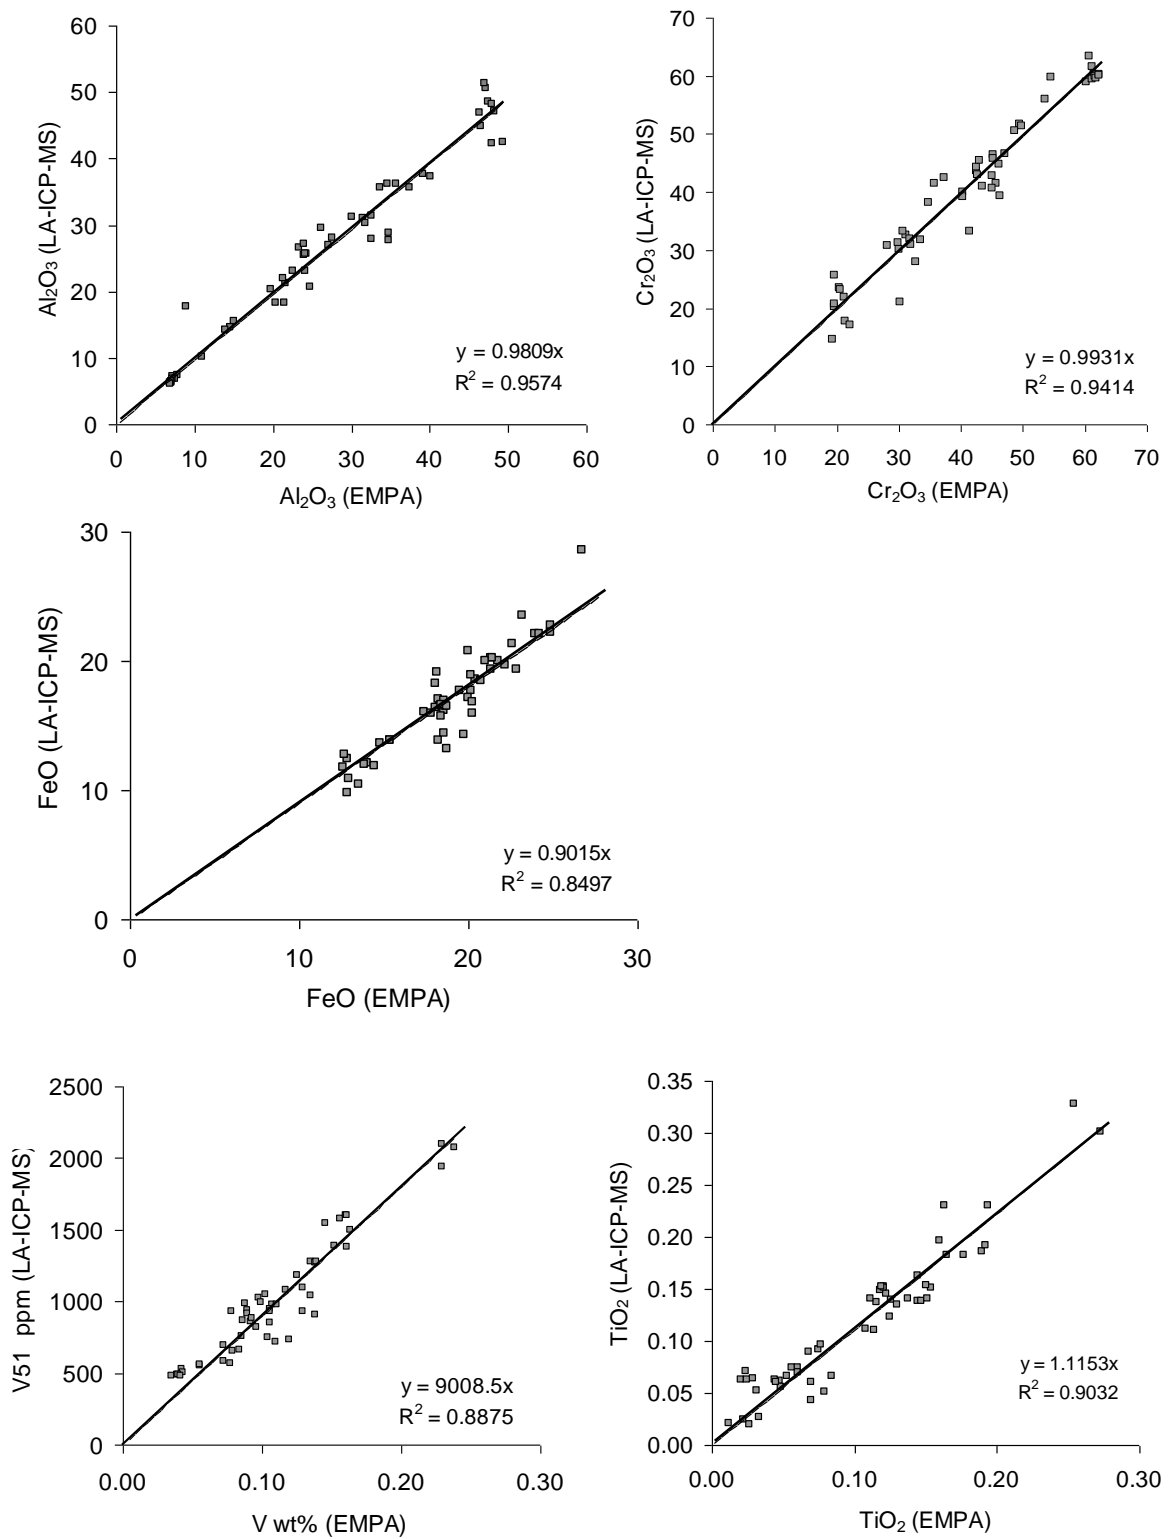 60
50
40
30
20
10
0
Al₂O₃ (LA-ICP-MS)
y = 0.9809x
R² = 0.9574
0 10 20 30 40 50 60
Al₂O₃ (EMPA)
70
60
50
40
30
20
10
0
Cr₂O₃ (LA-ICP-MS)
y = 0.9931x
R² = 0.9414
0 10 20 30 40 50 60 70
Cr₂O₃ (EMPA)
30
20
10
0
FeO (LA-ICP-MS)
y = 0.9015x
R² = 0.8497
0 10 20 30
FeO (EMPA)
2500
2000
1500
1000
500
0
V51 ppm (LA-ICP-MS)
y = 9008.5x
R² = 0.8875
0.00 0.10 0.20 0.30
V wt% (EMPA)
0.35
0.30
0.25
0.20
0.15
0.10
0.05
0.00
TiO₂ (LA-ICP-MS)
y = 1.1153x
R² = 0.9032
0.00 0.10 0.20 0.30
TiO₂ (EMPA)